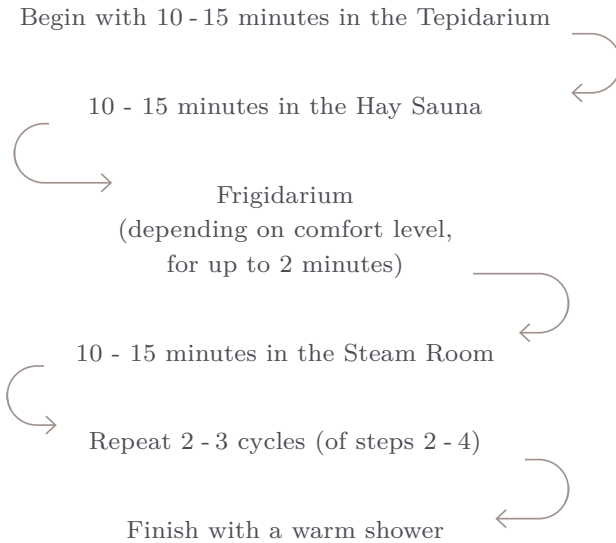 Begin with 10 - 15 minutes in the Tepidarium
10 - 15 minutes in the Hay Sauna
Frigidarium
(depending on comfort level,
for up to 2 minutes)
10 - 15 minutes in the Steam Room
Repeat 2 - 3 cycles (of steps 2 - 4)
Finish with a warm shower